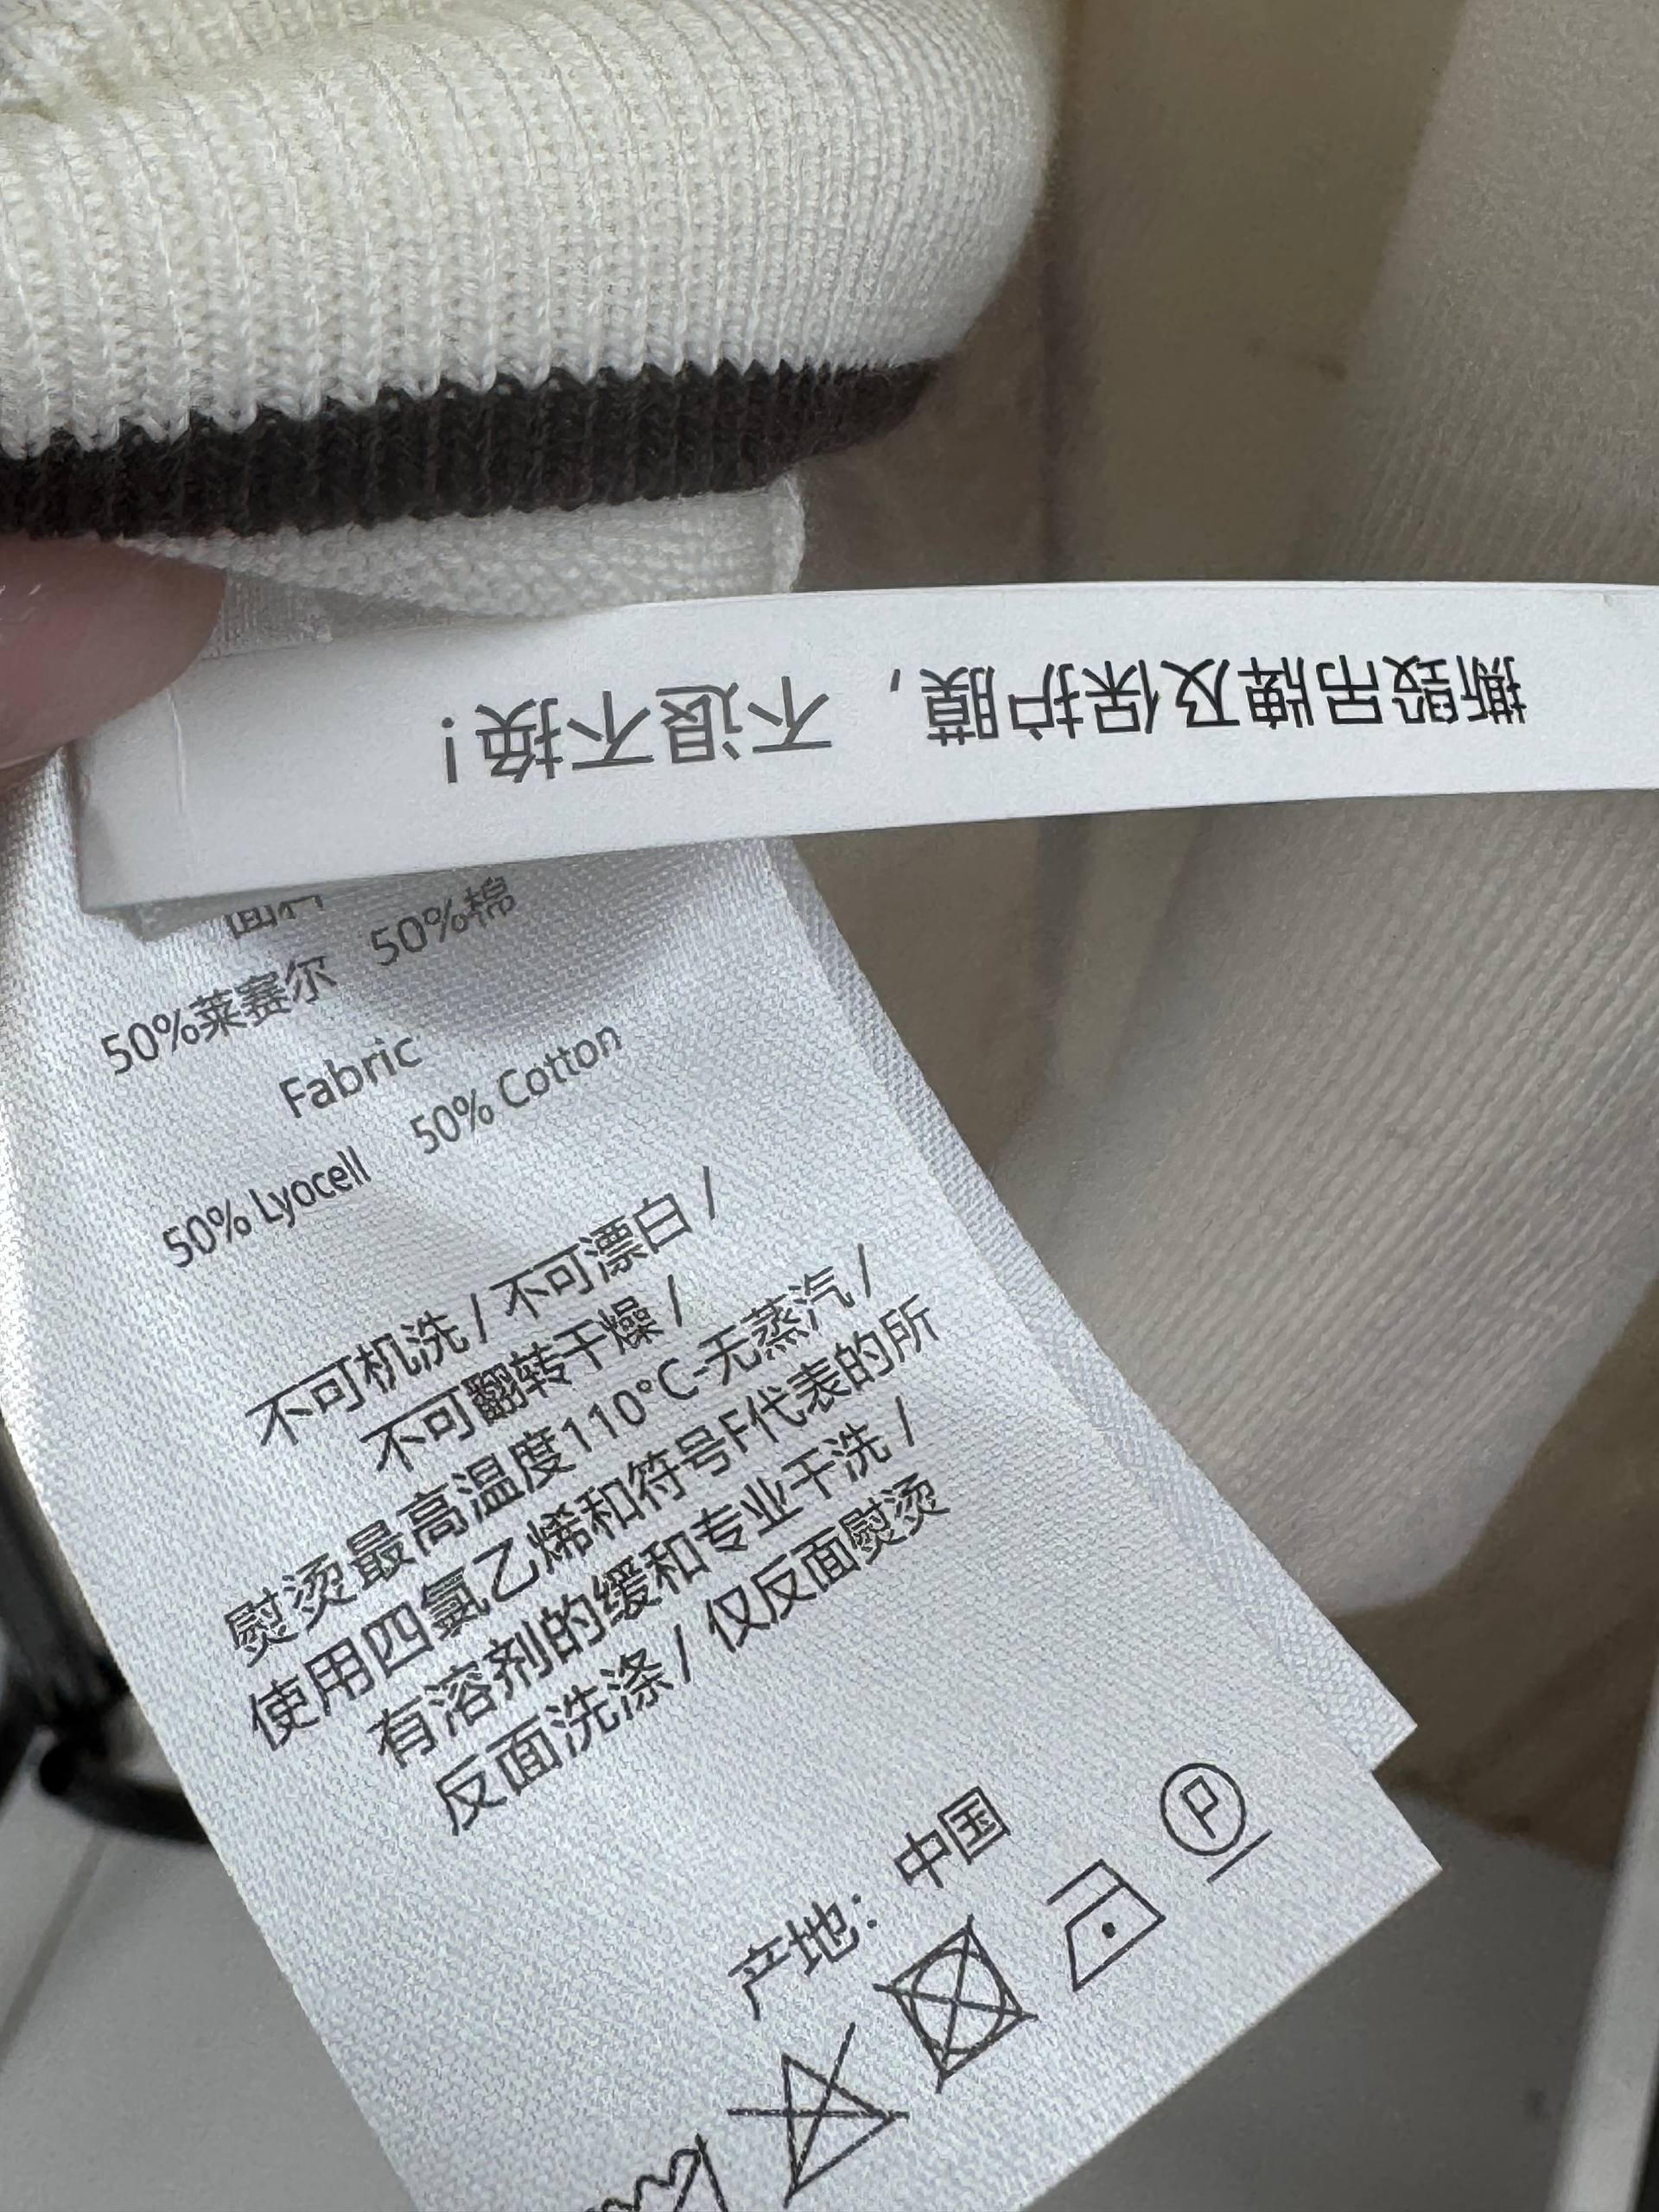 撕毁吊牌及保护膜，不退不换！
面料
50%莱赛尔 50%棉
Fabric
50% Lyocell 50% Cotton
不可机洗 / 不可漂白 /
不可翻转干燥 /
熨烫最高温度110°C-无蒸汽 /
使用四氯乙烯和符号F代表的所
有溶剂的缓和专业干洗 /
反面洗涤 / 仅反面熨烫
产地：中国
P